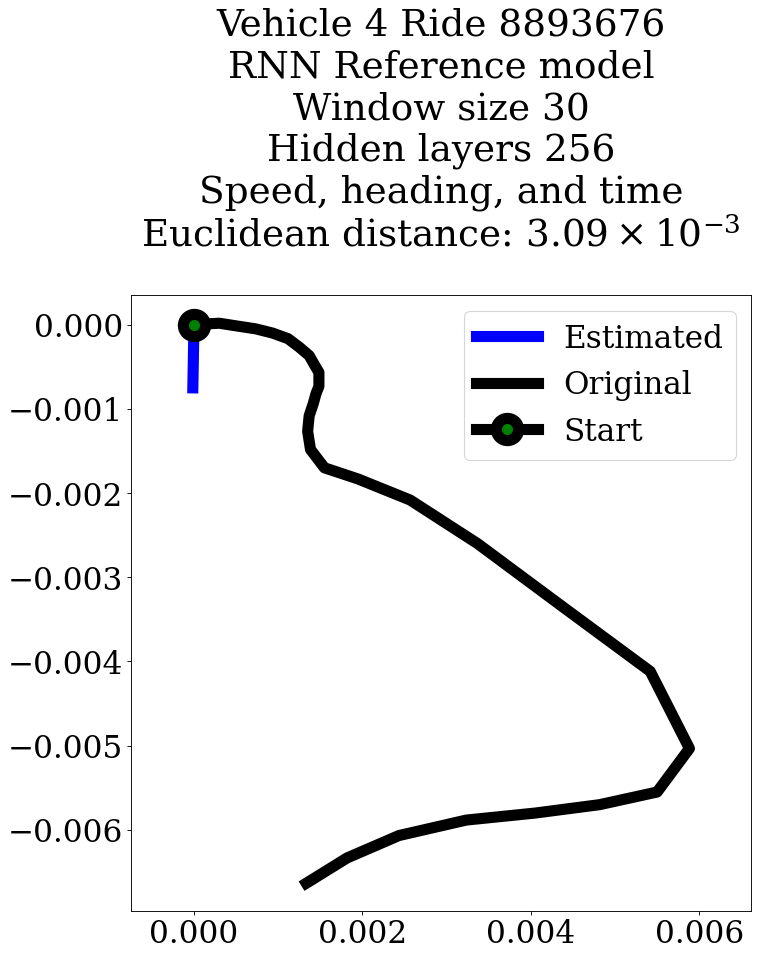 Vehicle 4 Ride 8893676
RNN Reference model
Window size 30
Hidden layers 256
Speed, heading, and time
Euclidean distance: 3.09 × 10⁻³
Estimated
Original
Start
0.000
−0.001
−0.002
−0.003
−0.004
−0.005
−0.006
0.000 0.002 0.004 0.006